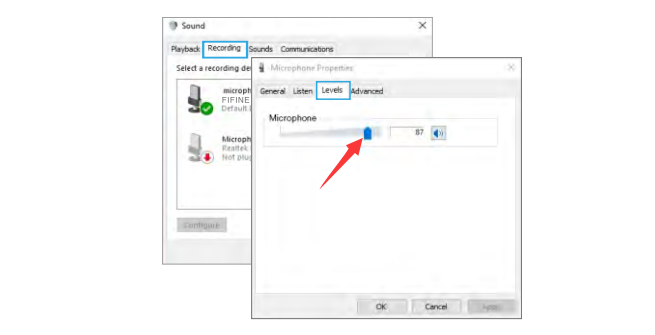 Sound
Playback Recording Sounds Communications
Select a recording de
microph
FIFINE
Default
Microph
Realtek
Not plug
Configure
Microphone Properties
General Listen Levels Advanced
Microphone
87
OK Cancel Apply